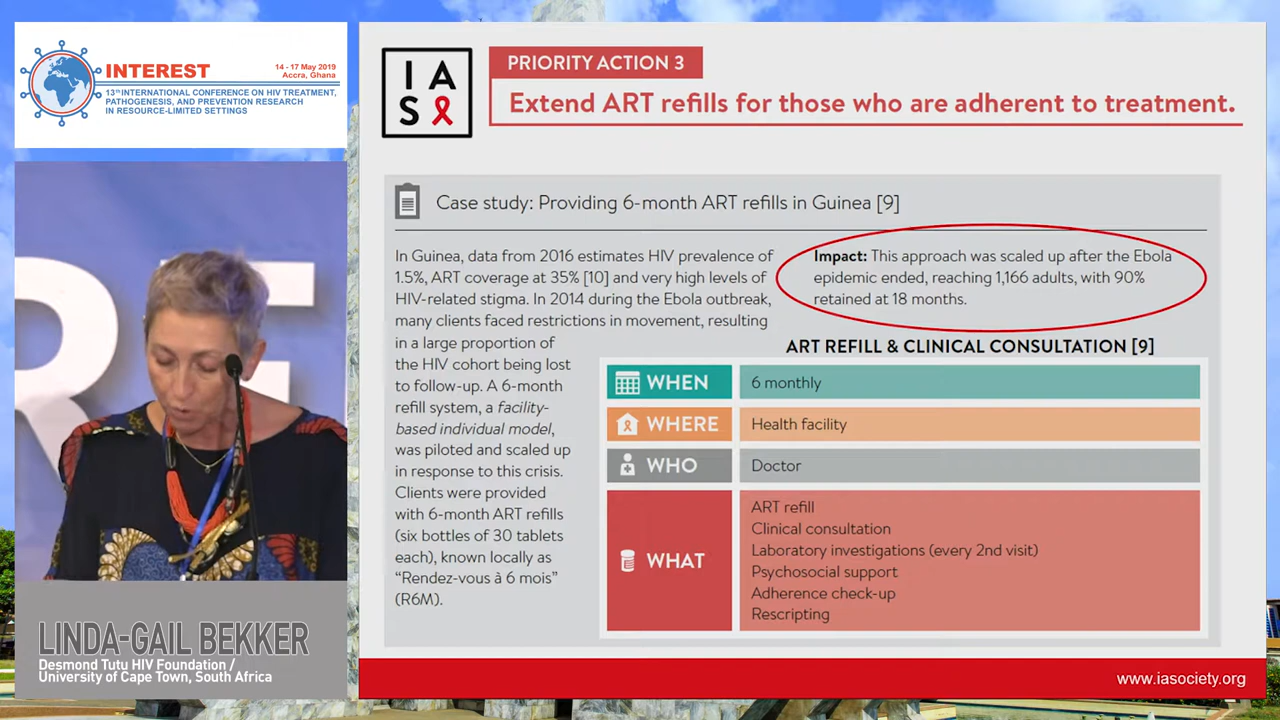 INTEREST
14 - 17 May 2019
Accra, Ghana
13th INTERNATIONAL CONFERENCE ON HIV TREATMENT,
PATHOGENESIS, AND PREVENTION RESEARCH
IN RESOURCE-LIMITED SETTINGS
LINDA-GAIL BEKKER
Desmond Tutu HIV Foundation /
University of Cape Town, South Africa
IAS
PRIORITY ACTION 3
Extend ART refills for those who are adherent to treatment.
Case study: Providing 6-month ART refills in Guinea [9]
In Guinea, data from 2016 estimates HIV prevalence of
1.5%, ART coverage at 35% [10] and very high levels of
HIV-related stigma. In 2014 during the Ebola outbreak,
many clients faced restrictions in movement, resulting
in a large proportion of
the HIV cohort being lost
to follow-up. A 6-month
refill system, a facility-
based individual model,
was piloted and scaled up
in response to this crisis.
Clients were provided
with 6-month ART refills
(six bottles of 30 tablets
each), known locally as
“Rendez-vous à 6 mois”
(R6M).
Impact: This approach was scaled up after the Ebola
epidemic ended, reaching 1,166 adults, with 90%
retained at 18 months.
ART REFILL & CLINICAL CONSULTATION [9]
WHEN
6 monthly
WHERE
Health facility
WHO
Doctor
WHAT
ART refill
Clinical consultation
Laboratory investigations (every 2nd visit)
Psychosocial support
Adherence check-up
Rescripting
www.iasociety.org